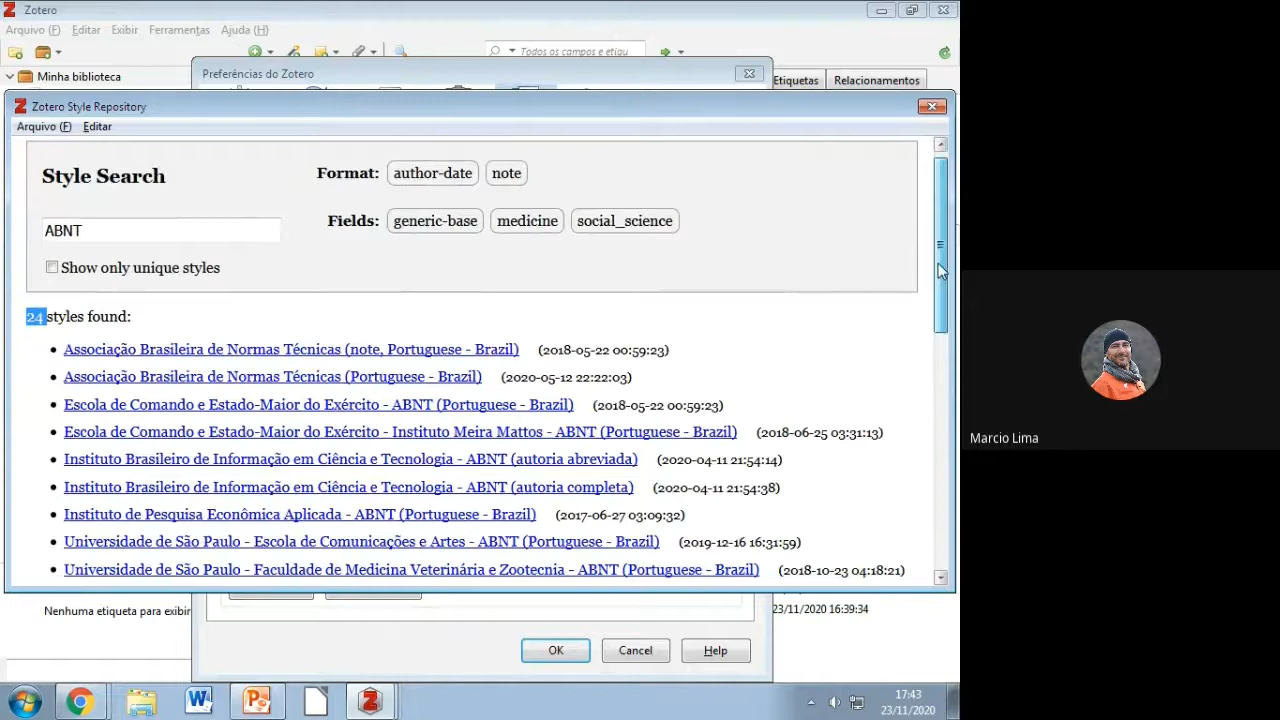 Zotero
Arquivo (F) Editar Exibir Ferramentas Ajuda (H)
Todos os campos e etiqu
Minha biblioteca
Preferências do Zotero
Etiquetas Relacionamentos
Zotero Style Repository
Arquivo (F) Editar
Style Search
Format: author-date note
ABNT
Fields: generic-base medicine social_science
Show only unique styles
24 styles found:
Associação Brasileira de Normas Técnicas (note, Portuguese - Brazil) (2018-05-22 00:59:23)
Associação Brasileira de Normas Técnicas (Portuguese - Brazil) (2020-05-12 22:22:03)
Escola de Comando e Estado-Maior do Exército - ABNT (Portuguese - Brazil) (2018-05-22 00:59:23)
Escola de Comando e Estado-Maior do Exército - Instituto Meira Mattos - ABNT (Portuguese - Brazil) (2018-06-25 03:31:13)
Instituto Brasileiro de Informação em Ciência e Tecnologia - ABNT (autoria abreviada) (2020-04-11 21:54:14)
Instituto Brasileiro de Informação em Ciência e Tecnologia - ABNT (autoria completa) (2020-04-11 21:54:38)
Instituto de Pesquisa Econômica Aplicada - ABNT (Portuguese - Brazil) (2017-06-27 03:09:32)
Universidade de São Paulo - Escola de Comunicações e Artes - ABNT (Portuguese - Brazil) (2019-12-16 16:31:59)
Universidade de São Paulo - Faculdade de Medicina Veterinária e Zootecnia - ABNT (Portuguese - Brazil) (2018-10-23 04:18:21)
Marcio Lima
Nenhuma etiqueta para exibir
23/11/2020 16:39:34
OK Cancel Help
17:43
23/11/2020